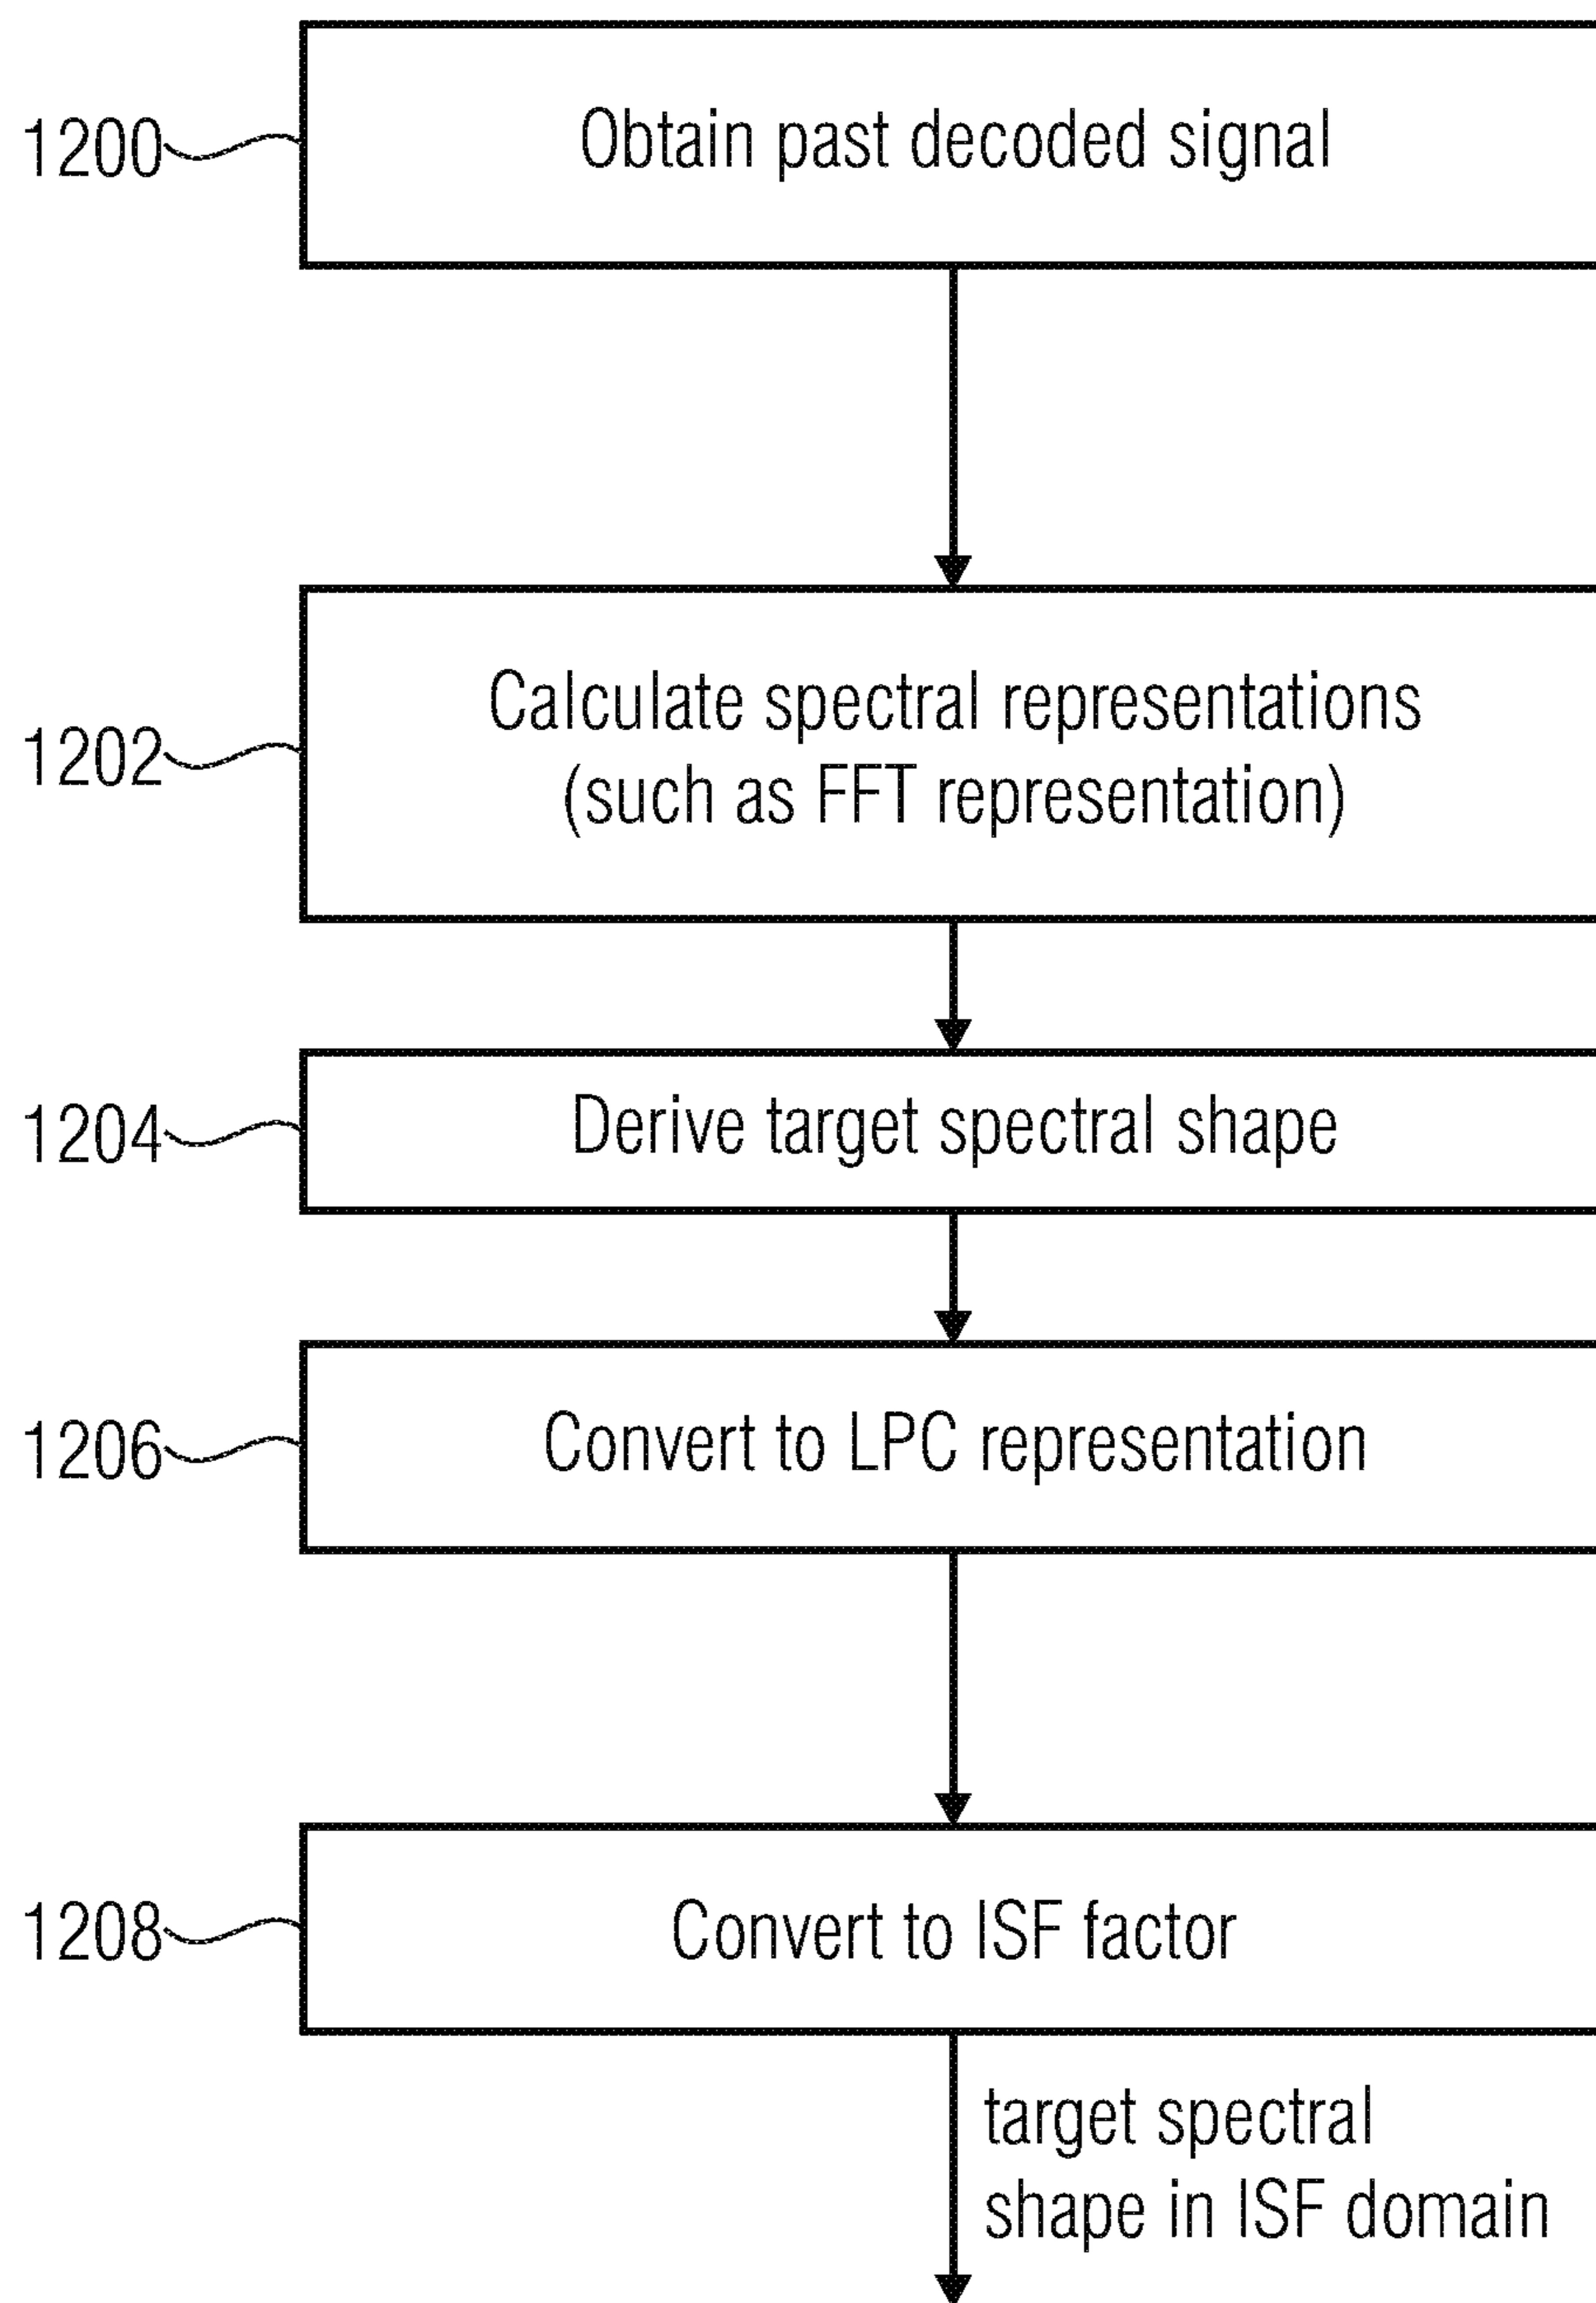 1200
Obtain past decoded signal
1202
Calculate spectral representations
(such as FFT representation)
1204
Derive target spectral shape
1206
Convert to LPC representation
1208
Convert to ISF factor
target spectral
shape in ISF domain